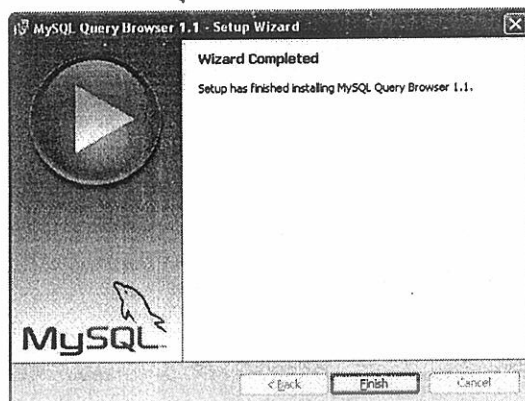 MySQL Query Browser 1.1 - Setup Wizard
Wizard Completed
Setup has finished installing MySQL Query Browser 1.1.
MySQL
< Back
Finish
Cancel